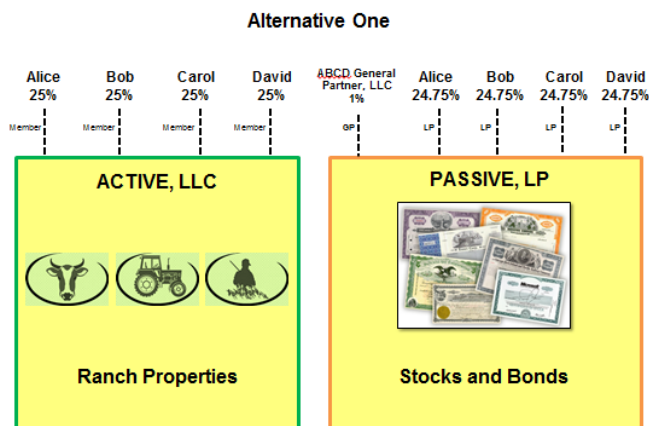 Alternative One
Alice Bob Carol David ABCD General Partner, LLC Alice Bob Carol David
25% 25% 25% 25% 1% 24.75% 24.75% 24.75% 24.75%
Member Member Member Member GP LP LP LP LP
ACTIVE, LLC PASSIVE, LP
Ranch Properties Stocks and Bonds